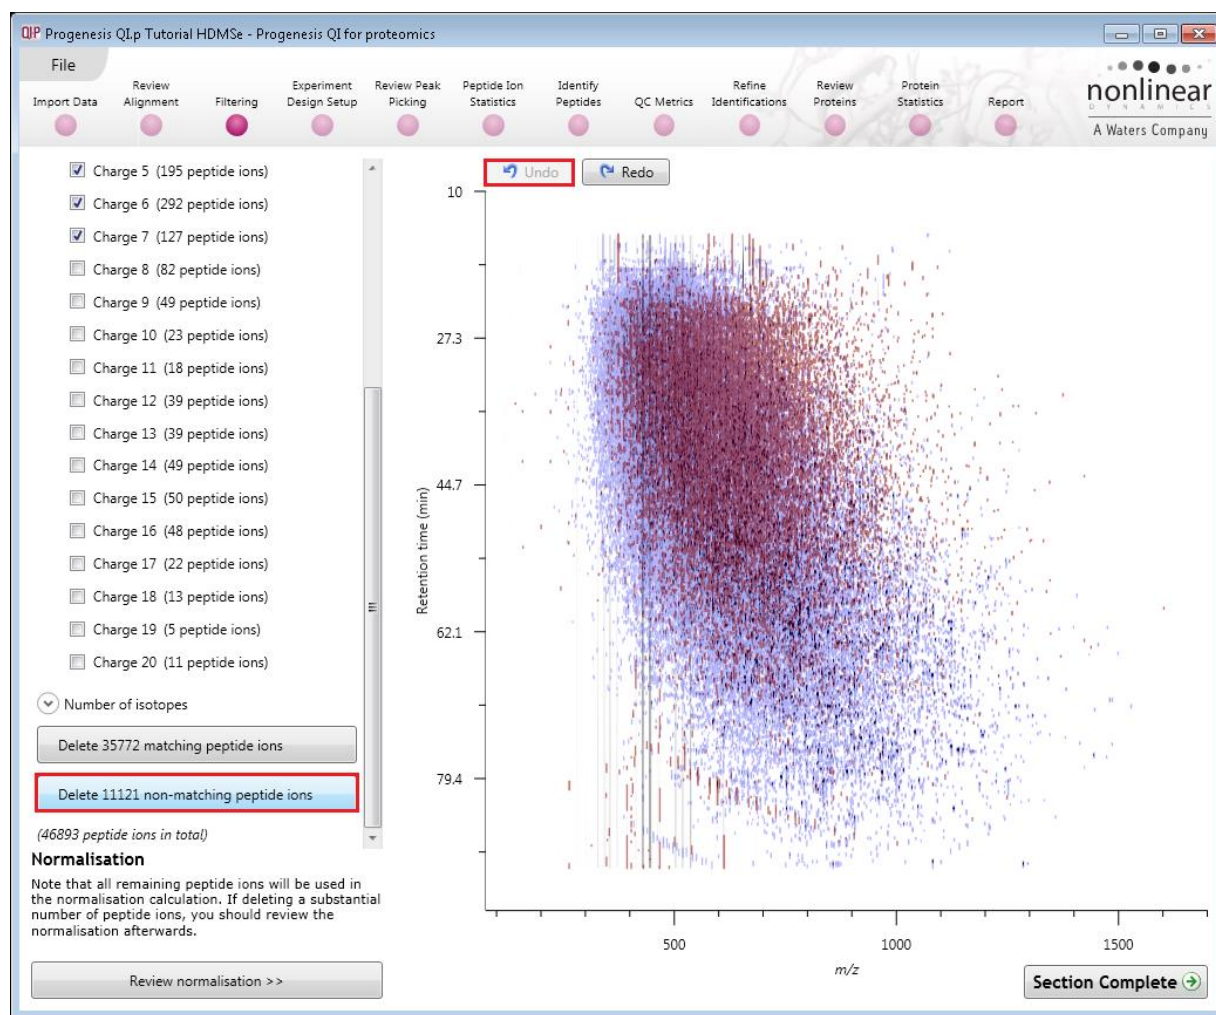 QIP Progenesis QI.p Tutorial HDMSe - Progenesis QI for proteomics
File
Import Data
Review
Alignment
Filtering
Experiment
Design Setup
Review Peak
Picking
Peptide Ion
Statistics
Identify
Peptides
QC Metrics
Refine
Identifications
Review
Proteins
Protein
Statistics
Report
nonlinear
DYNAMICS
A Waters Company
Charge 5 (195 peptide ions)
Charge 6 (292 peptide ions)
Charge 7 (127 peptide ions)
Charge 8 (82 peptide ions)
Charge 9 (49 peptide ions)
Charge 10 (23 peptide ions)
Charge 11 (18 peptide ions)
Charge 12 (39 peptide ions)
Charge 13 (39 peptide ions)
Charge 14 (49 peptide ions)
Charge 15 (50 peptide ions)
Charge 16 (48 peptide ions)
Charge 17 (22 peptide ions)
Charge 18 (13 peptide ions)
Charge 19 (5 peptide ions)
Charge 20 (11 peptide ions)
Number of isotopes
Delete 35772 matching peptide ions
Delete 11121 non-matching peptide ions
(46893 peptide ions in total)
Normalisation
Note that all remaining peptide ions will be used in
the normalisation calculation. If deleting a substantial
number of peptide ions, you should review the
normalisation afterwards.
Review normalisation >>
Undo
Redo
10
27.3
44.7
62.1
79.4
Retention time (min)
500
1000
1500
m/z
Section Complete